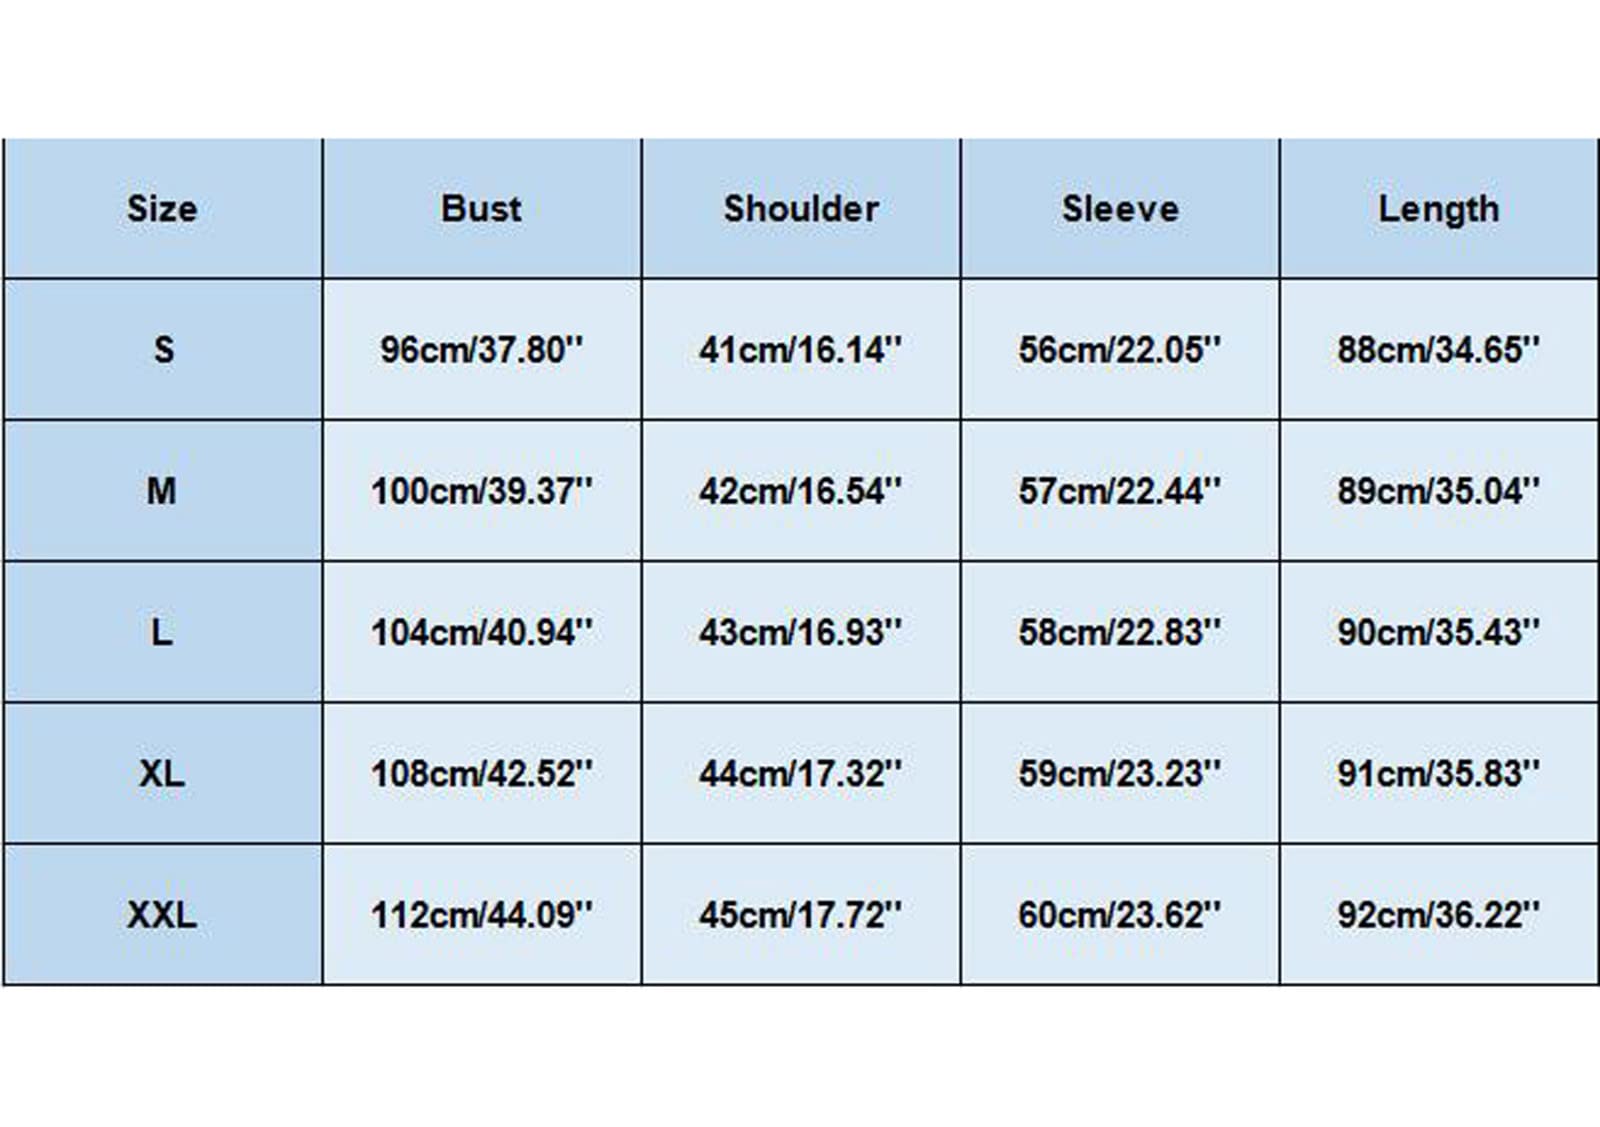 Size Bust Shoulder Sleeve Length
S 96cm/37.80'' 41cm/16.14'' 56cm/22.05'' 88cm/34.65''
M 100cm/39.37'' 42cm/16.54'' 57cm/22.44'' 89cm/35.04''
L 104cm/40.94'' 43cm/16.93'' 58cm/22.83'' 90cm/35.43''
XL 108cm/42.52'' 44cm/17.32'' 59cm/23.23'' 91cm/35.83''
XXL 112cm/44.09'' 45cm/17.72'' 60cm/23.62'' 92cm/36.22''